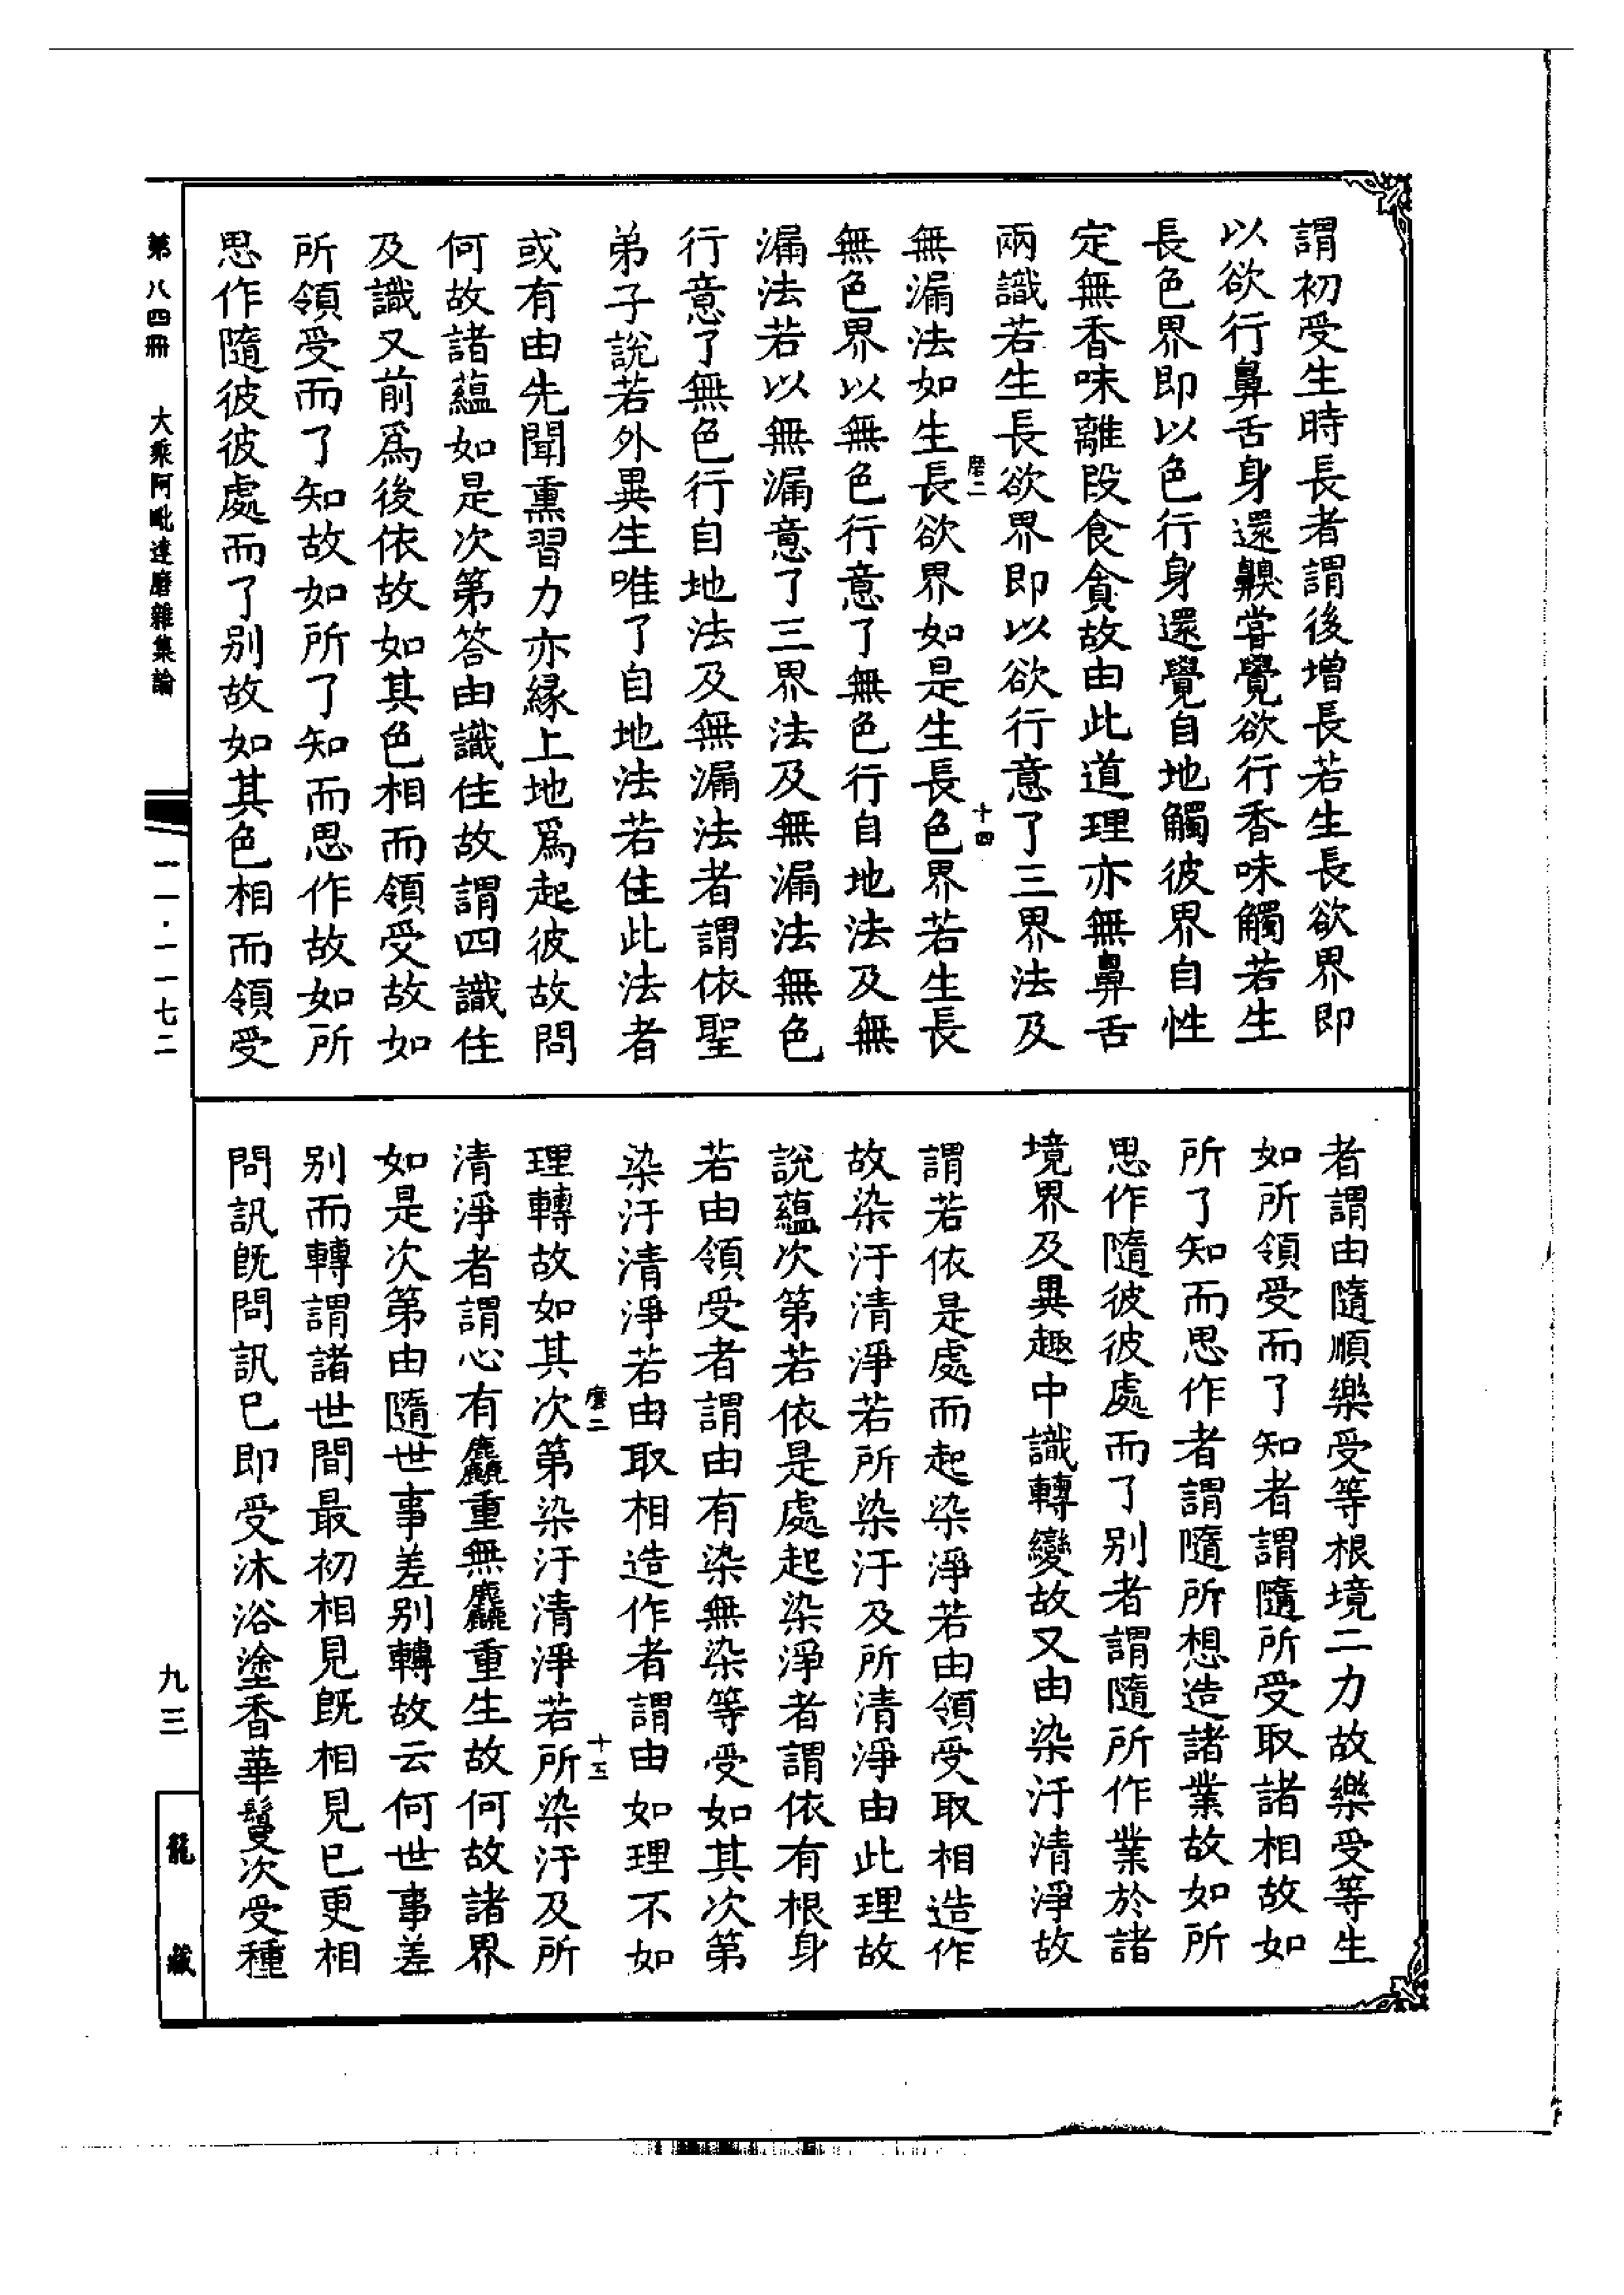 謂初受生時長者謂後增長若生長欲界即
以欲行鼻舌身還齅甞覺欲行香味觸若生
長色界即以色行身還覺自地觸彼界自性
定無香味離段食貪故由此道理亦無鼻舌
兩識若生長欲界即以欲行意了三界法及
磨二
十四
無漏法如生長欲界如是生長色界若生長
無色界以無色行意了無色行自地法及無
漏法若以無漏意了三界法及無漏法無色
行意了無色行自地法及無漏法者謂依聖
弟子說若外異生唯了自地法若住此法者
或有由先聞熏習力亦緣上地爲起彼故問
何故諸蘊如是次第答由識住故謂四識住
及識又前爲後依故如其色相而領受故如
所領受而了知故如所了知而思作故如所
思作隨彼彼處而了别故如其色相而領受
者謂由隨順樂受等根境二力故樂受等生
如所領受而了知者謂隨所受取諸相故如
所了知而思作者謂隨所想造諸業故如所
思作隨彼彼處而了别者謂隨所作業於諸
境界及異趣中識轉變故又由染汙清淨故
謂若依是處而起染淨若由領受取相造作
故染汙清淨若所染汙及所清淨由此理故
說蘊次第若依是處起染淨者謂依有根身
若由領受者謂由有染無染等受如其次第
染汙清淨若由取相造作者謂由如理不如
磨二
十五
理轉故如其次第染汙清淨若所染汙及所
清淨者謂心有麤重無麤重生故何故諸界
如是次第由隨世事差别轉故云何世事差
别而轉謂諸世間最初相見旣相見已更相
問訊旣問訊已即受沐浴塗香華鬘次受種
第八四冊 大乘阿毗達磨雜集論
一一·一一七二
九三
龍藏